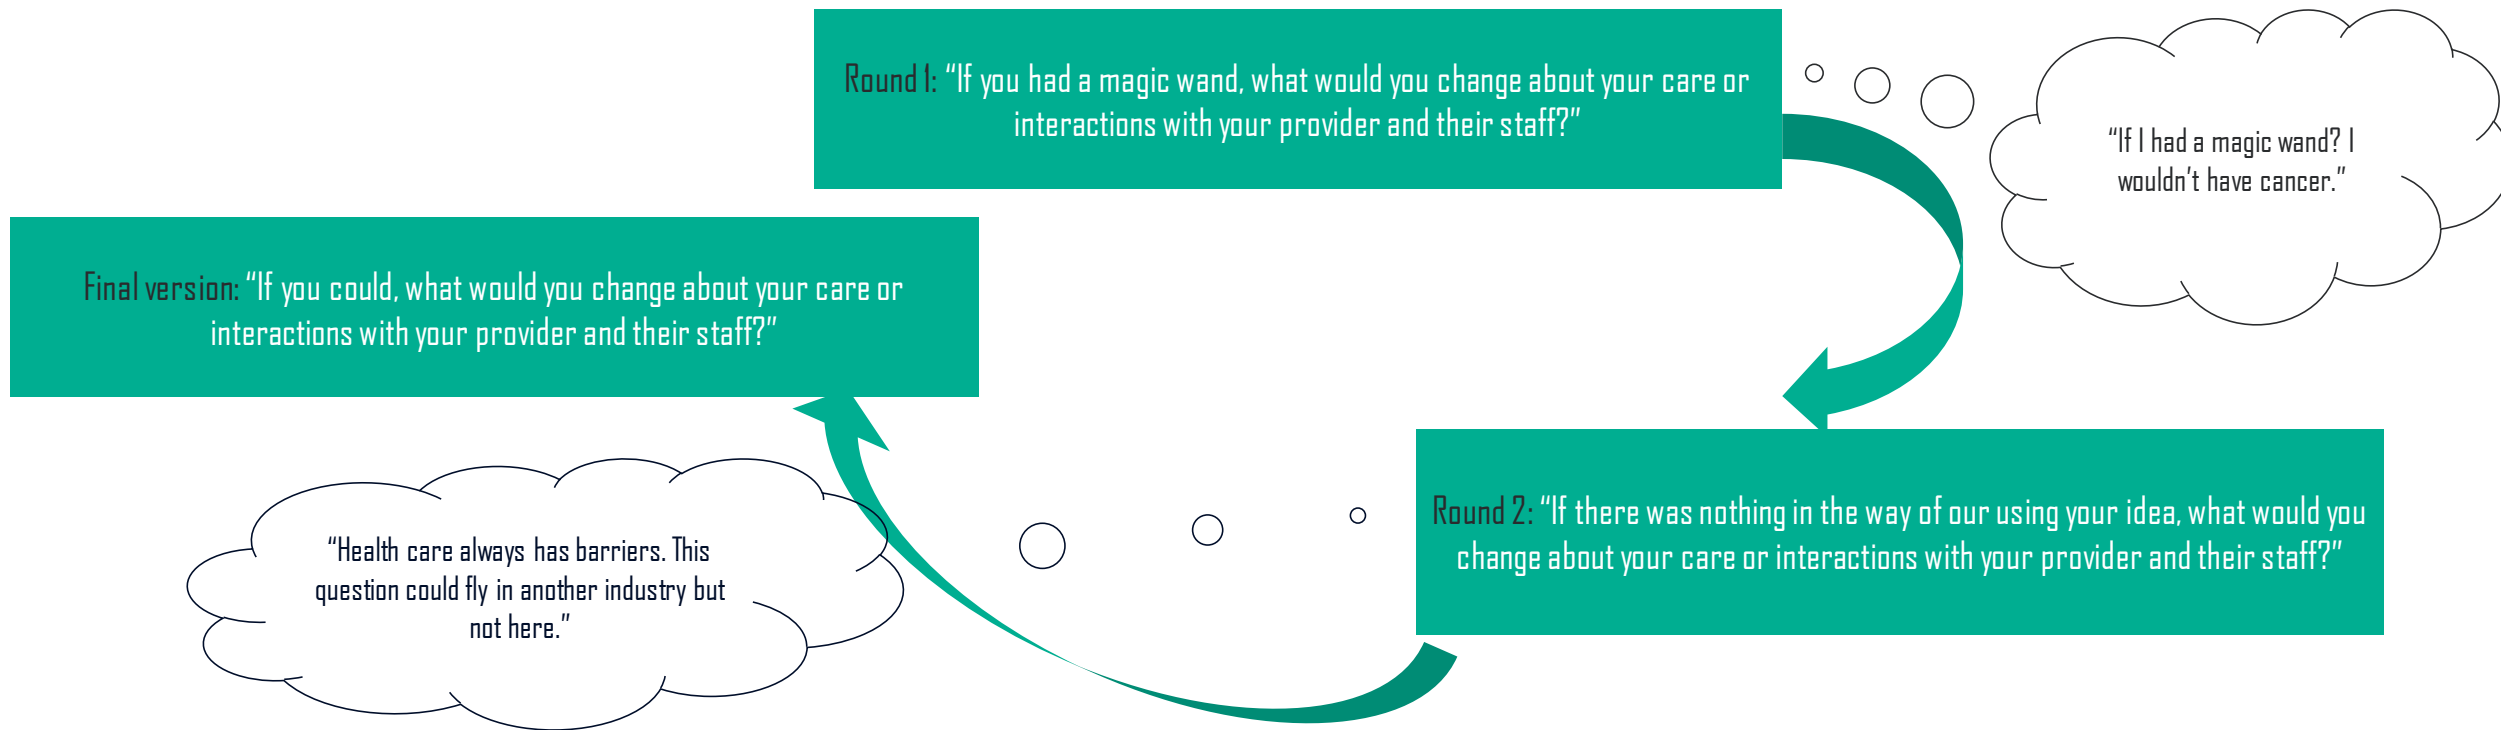 Round 1: “If you had a magic wand, what would you change about your care or
interactions with your provider and their staff?”
“If I had a magic wand? I
wouldn't have cancer.”
Final version: “If you could, what would you change about your care or
interactions with your provider and their staff?”
Round 2: “If there was nothing in the way of our using your idea, what would you
change about your care or interactions with your provider and their staff?”
“Health care always has barriers. This
question could fly in another industry but
not here.”